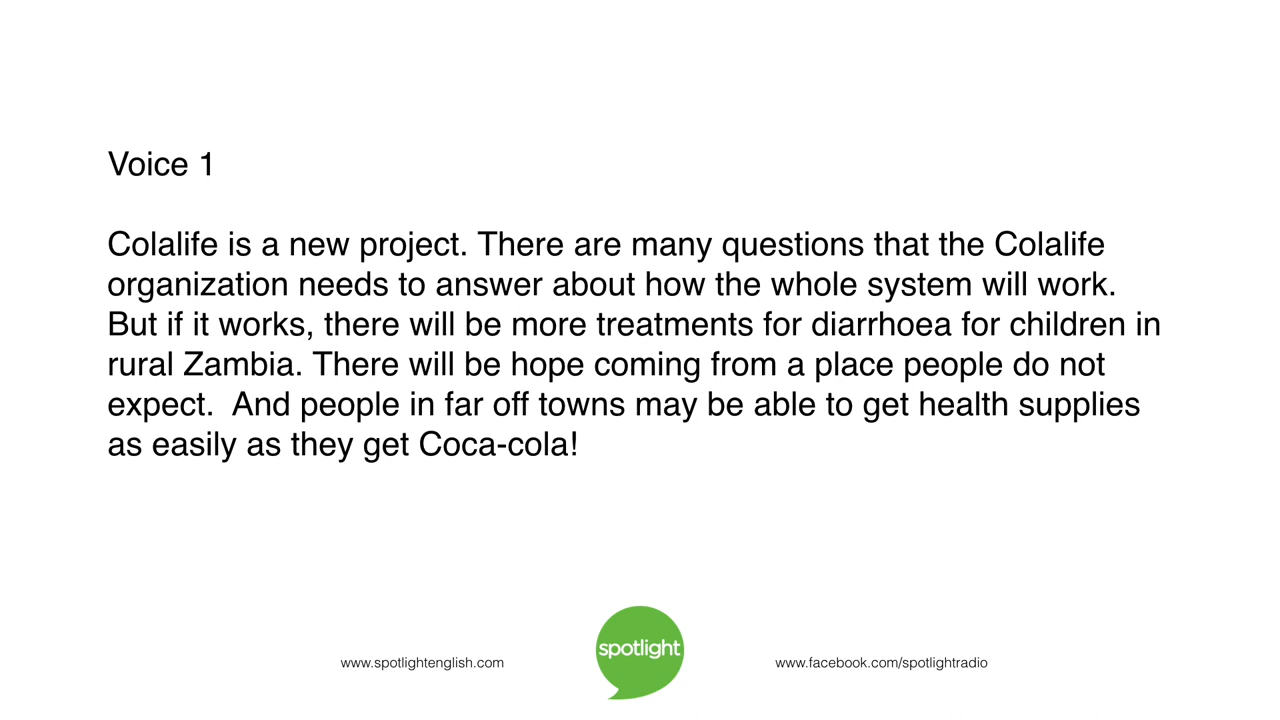 Voice 1
Colalife is a new project. There are many questions that the Colalife
organization needs to answer about how the whole system will work.
But if it works, there will be more treatments for diarrhoea for children in
rural Zambia. There will be hope coming from a place people do not
expect.  And people in far off towns may be able to get health supplies
as easily as they get Coca-cola!
spotlight
www.spotlightenglish.com
www.facebook.com/spotlightradio